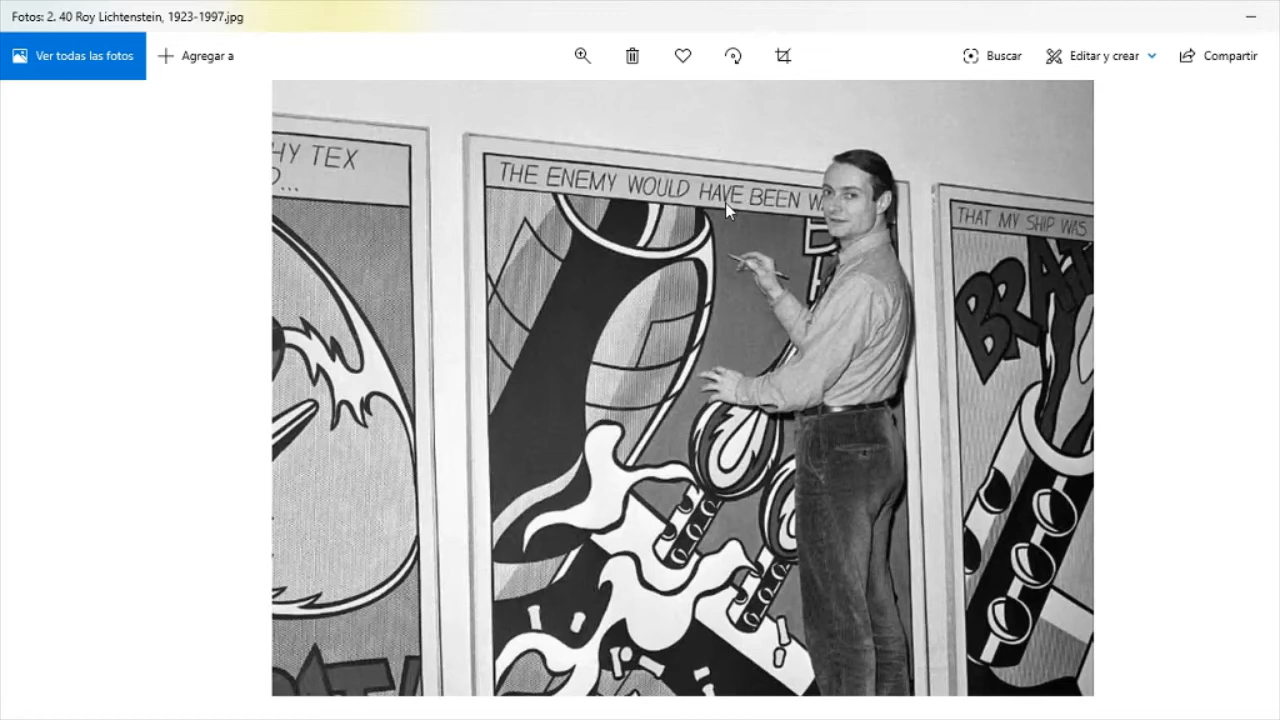 Fotos: 2. 40 Roy Lichtenstein, 1923-1997.jpg
Ver todas las fotos
Agregar a
Buscar
Editar y crear
Compartir
HY TEX
THE ENEMY WOULD HAVE BEEN
THAT MY SHIP WAS